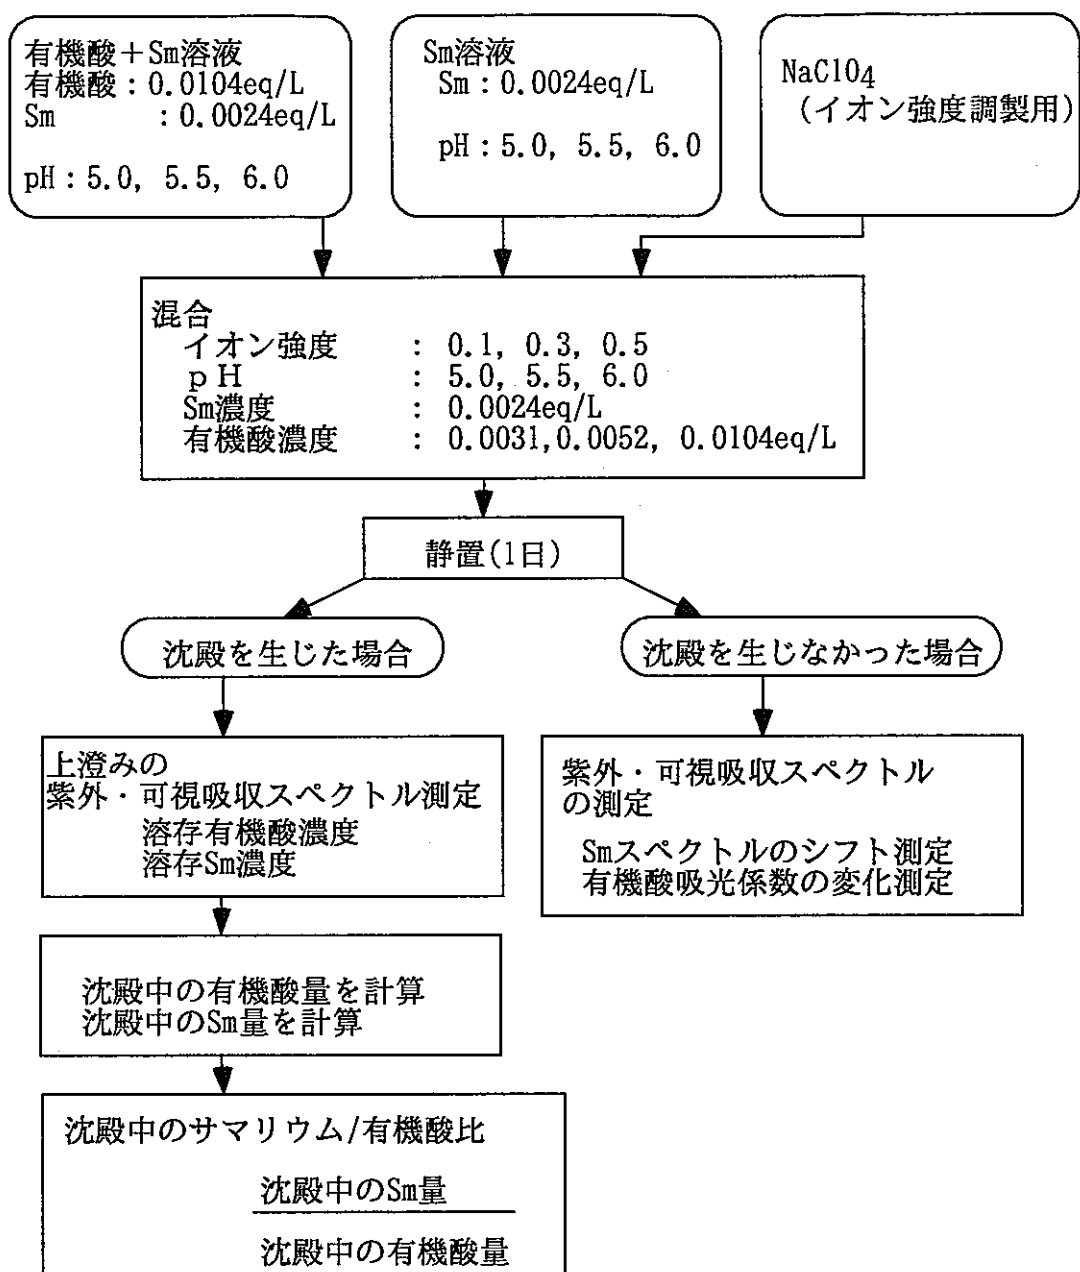 有機酸＋Sm溶液
有機酸：0.0104eq/L
Sm　　：0.0024eq/L
pH：5.0, 5.5, 6.0
Sm溶液
Sm：0.0024eq/L
pH：5.0, 5.5, 6.0
NaClO4
（イオン強度調製用）
混合
イオン強度　：　0.1, 0.3, 0.5
ｐＨ　：　5.0, 5.5, 6.0
Sm濃度　：　0.0024eq/L
有機酸濃度　：　0.0031,0.0052, 0.0104eq/L
静置(1日)
沈殿を生じた場合
沈殿を生じなかった場合
上澄みの
紫外・可視吸収スペクトル測定
溶存有機酸濃度
溶存Sm濃度
紫外・可視吸収スペクトル
の測定
Smスペクトルのシフト測定
有機酸吸光係数の変化測定
沈殿中の有機酸量を計算
沈殿中のSm量を計算
沈殿中のサマリウム/有機酸比
沈殿中のSm量
沈殿中の有機酸量